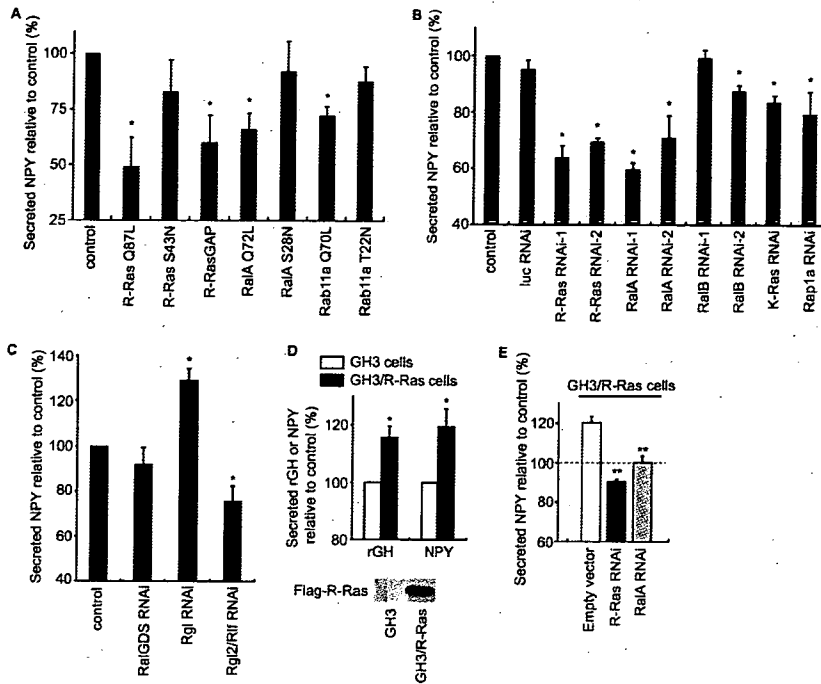 A
Secreted NPY relative to control (%)
100
75
50
25
*
*
*
*
control
R-Ras Q87L
R-Ras S43N
R-RasGAP
RalA Q72L
RalA S28N
Rab11a Q70L
Rab11a T22N
B
Secreted NPY relative to control (%)
100
80
60
40
*
*
*
*
*
*
*
control
luc RNAi
R-Ras RNAi-1
R-Ras RNAi-2
RalA RNAi-1
RalA RNAi-2
RalB RNAi-1
RalB RNAi-2
K-Ras RNAi
Rap1a RNAi
C
Secreted NPY relative to control (%)
140
120
100
80
60
40
*
*
control
RalGDS RNAi
Rgl RNAi
Rgl2/Rlf RNAi
D
GH3 cells
GH3/R-Ras cells
Secreted rGH or NPY
relative to control (%)
120
100
80
*
*
rGH
NPY
Flag-R-Ras
GH3
GH3/R-Ras
E
GH3/R-Ras cells
Secreted NPY relative to control (%)
120
100
80
60
**
**
Empty vector
R-Ras RNAi
RalA RNAi